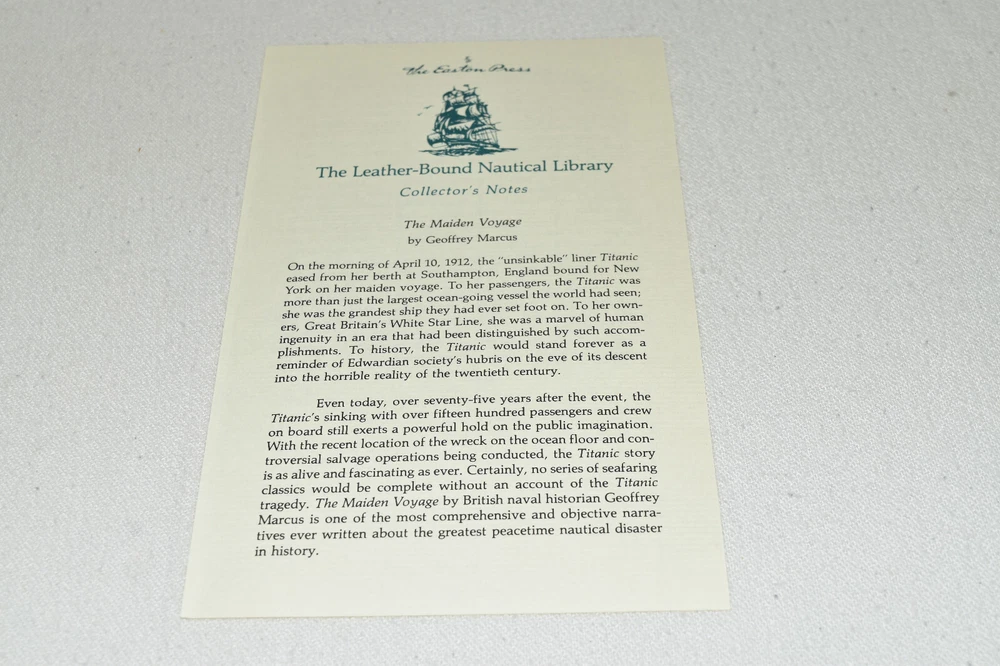 The Easton Press
The Leather-Bound Nautical Library
Collector's Notes
The Maiden Voyage
by Geoffrey Marcus
On the morning of April 10, 1912, the "unsinkable" liner Titanic
eased from her berth at Southampton, England bound for New
York on her maiden voyage. To her passengers, the Titanic was
more than just the largest ocean-going vessel the world had seen;
she was the grandest ship they had ever set foot on. To her own-
ers, Great Britain's White Star Line, she was a marvel of human
ingenuity in an era that had been distinguished by such accom-
plishments. To history, the Titanic would stand forever as a
reminder of Edwardian society's hubris on the eve of its descent
into the horrible reality of the twentieth century.
Even today, over seventy-five years after the event, the
Titanic's sinking with over fifteen hundred passengers and crew
on board still exerts a powerful hold on the public imagination.
With the recent location of the wreck on the ocean floor and con-
troversial salvage operations being conducted, the Titanic story
is as alive and fascinating as ever. Certainly, no series of seafaring
classics would be complete without an account of the Titanic
tragedy. The Maiden Voyage by British naval historian Geoffrey
Marcus is one of the most comprehensive and objective narra-
tives ever written about the greatest peacetime nautical disaster
in history.